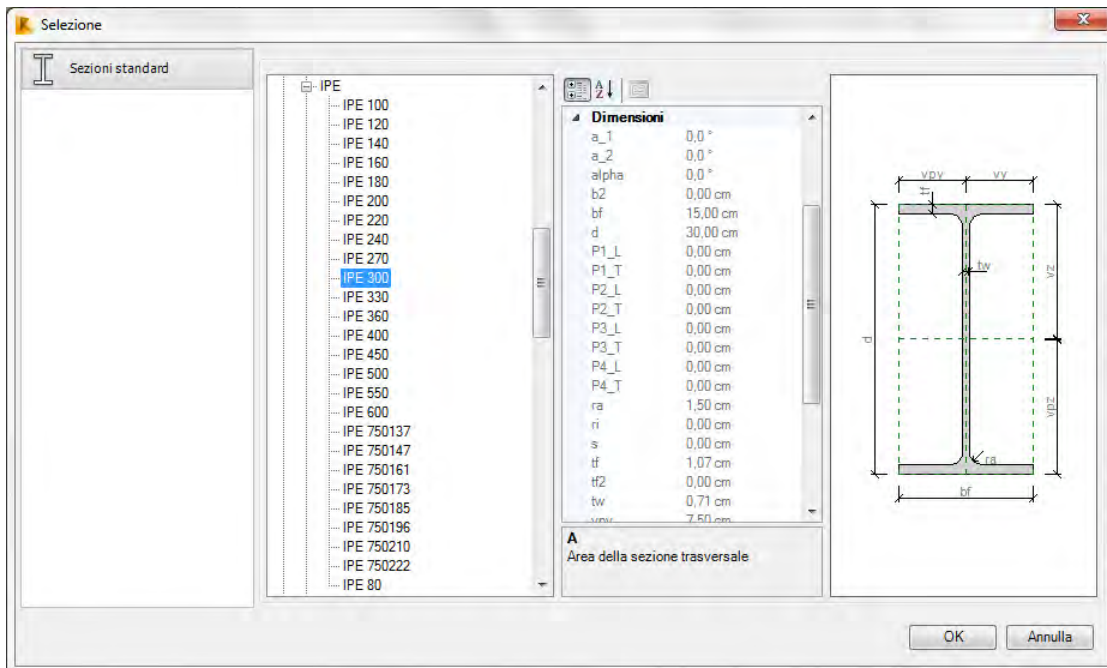 Selezione
Sezioni standard
IPE
IPE 100
IPE 120
IPE 140
IPE 160
IPE 180
IPE 200
IPE 220
IPE 240
IPE 270
IPE 300
IPE 330
IPE 360
IPE 400
IPE 450
IPE 500
IPE 550
IPE 600
IPE 750137
IPE 750147
IPE 750161
IPE 750173
IPE 750185
IPE 750196
IPE 750210
IPE 750222
IPE 80
Dimensioni
a_1 0,0 °
a_2 0,0 °
alpha 0,0 °
b2 0,00 cm
bf 15,00 cm
d 30,00 cm
P1_L 0,00 cm
P1_T 0,00 cm
P2_L 0,00 cm
P2_T 0,00 cm
P3_L 0,00 cm
P3_T 0,00 cm
P4_L 0,00 cm
P4_T 0,00 cm
ra 1,50 cm
ri 0,00 cm
s 0,00 cm
tf 1,07 cm
tf2 0,00 cm
tw 0,71 cm
vpy 7,50 cm
A
Area della sezione trasversale
vpy vy
tf
tw
vz
d
vpz
ra
bf
OK Annulla